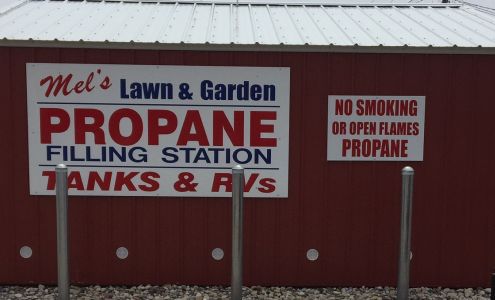 Mel's Lawn & Garden
PROPANE
FILLING STATION
TANKS & RVs
NO SMOKING
OR OPEN FLAMES
PROPANE